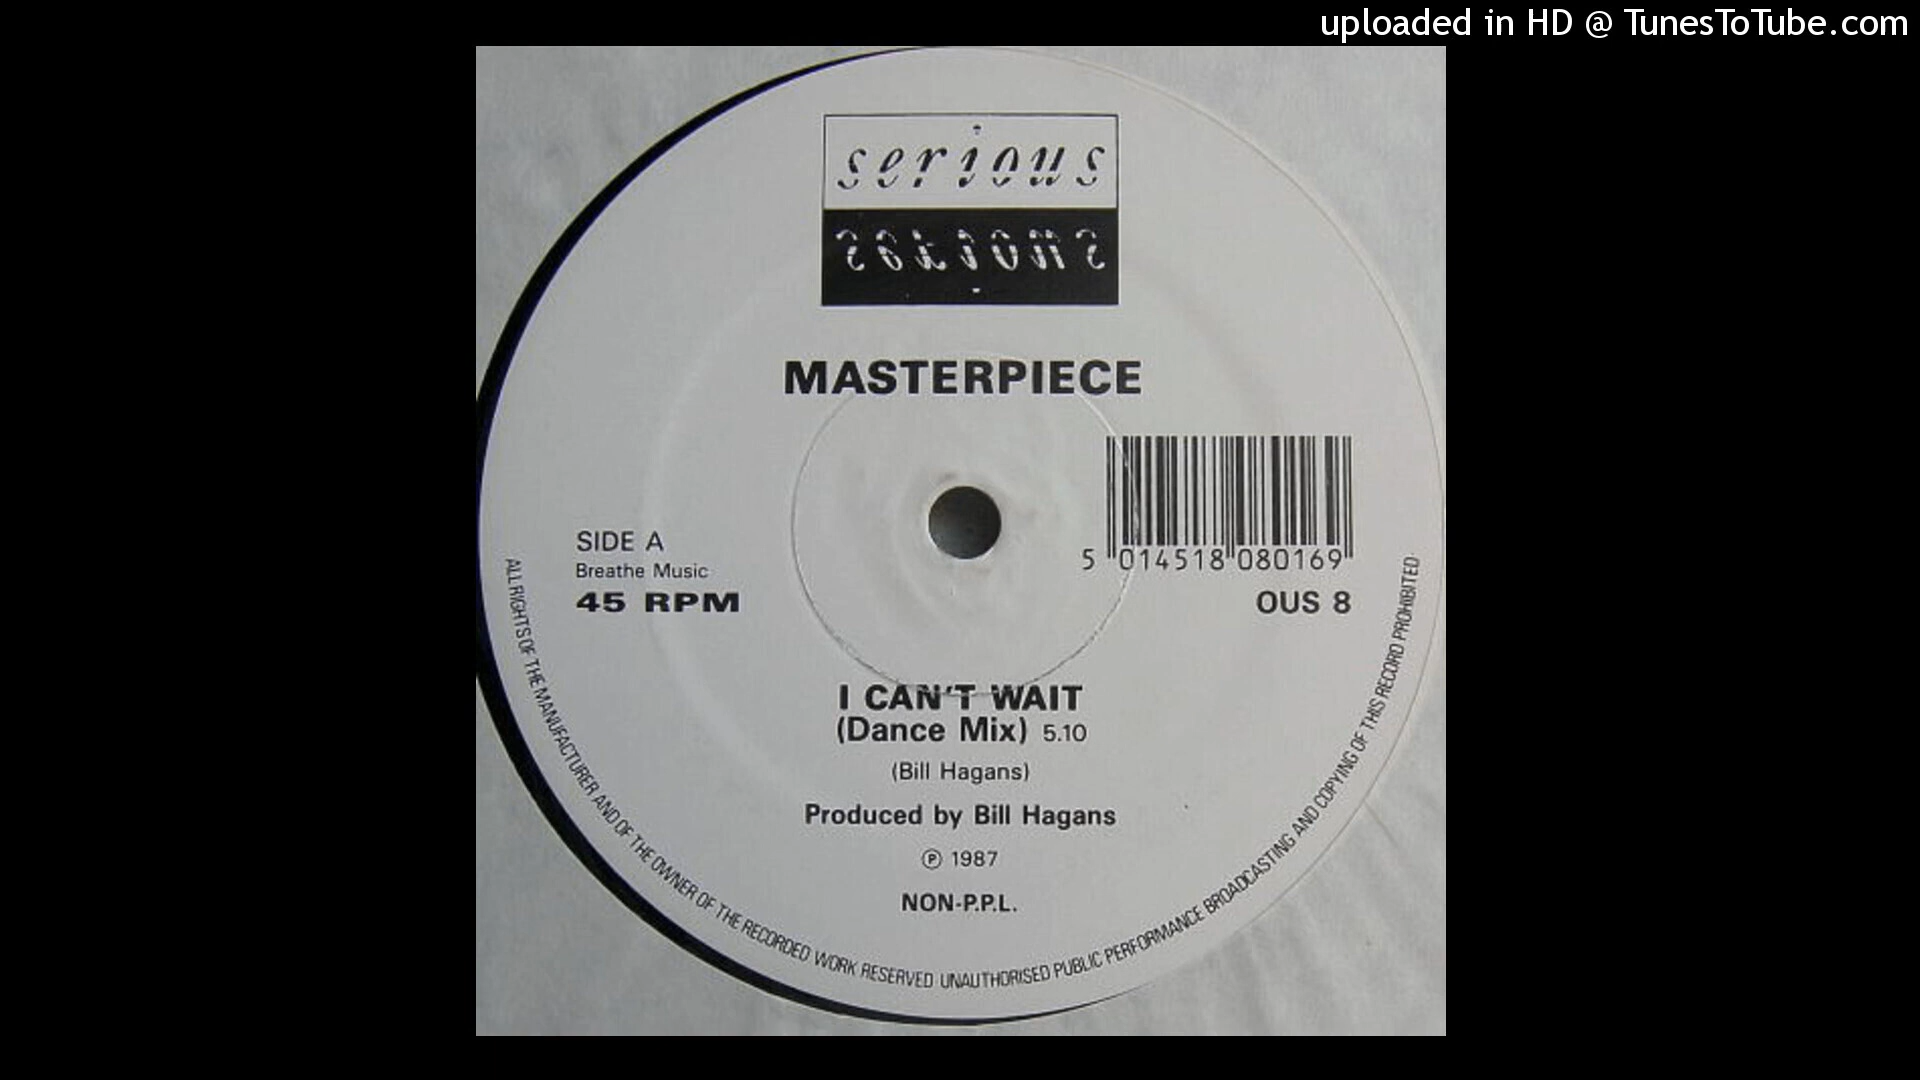 uploaded in HD @ TunesToTube.com
serious
serious
MASTERPIECE
5 014518 080169
OUS 8
SIDE A
Breathe Music
45 RPM
I CAN'T WAIT
(Dance Mix) 5.10
(Bill Hagans)
Produced by Bill Hagans
Ⓟ 1987
NON-P.P.L.
ALL RIGHTS OF THE MANUFACTURER AND OF THE OWNER OF THE RECORDED WORK RESERVED UNAUTHORISED PUBLIC PERFORMANCE BROADCASTING AND COPYING OF THIS RECORD PROHIBITED